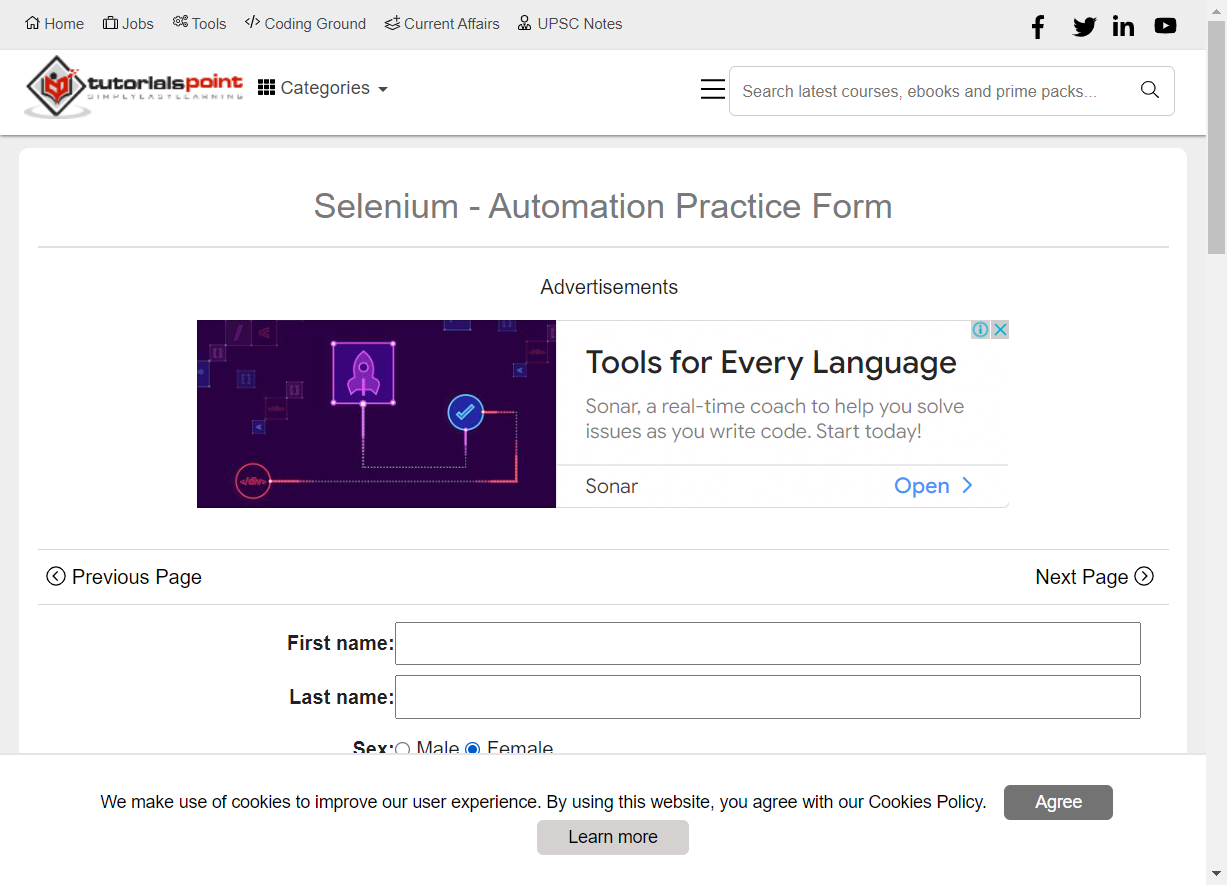 Home Jobs Tools Coding Ground Current Affairs UPSC Notes
tutorialspoint
SIMPLYEASYLEARNING
Categories
Search latest courses, ebooks and prime packs...
Selenium - Automation Practice Form
Advertisements
</div>
Tools for Every Language
Sonar, a real-time coach to help you solve
issues as you write code. Start today!
Sonar Open
Previous Page Next Page
First name:
Last name:
Sex: Male Female
We make use of cookies to improve our user experience. By using this website, you agree with our Cookies Policy. Agree
Learn more